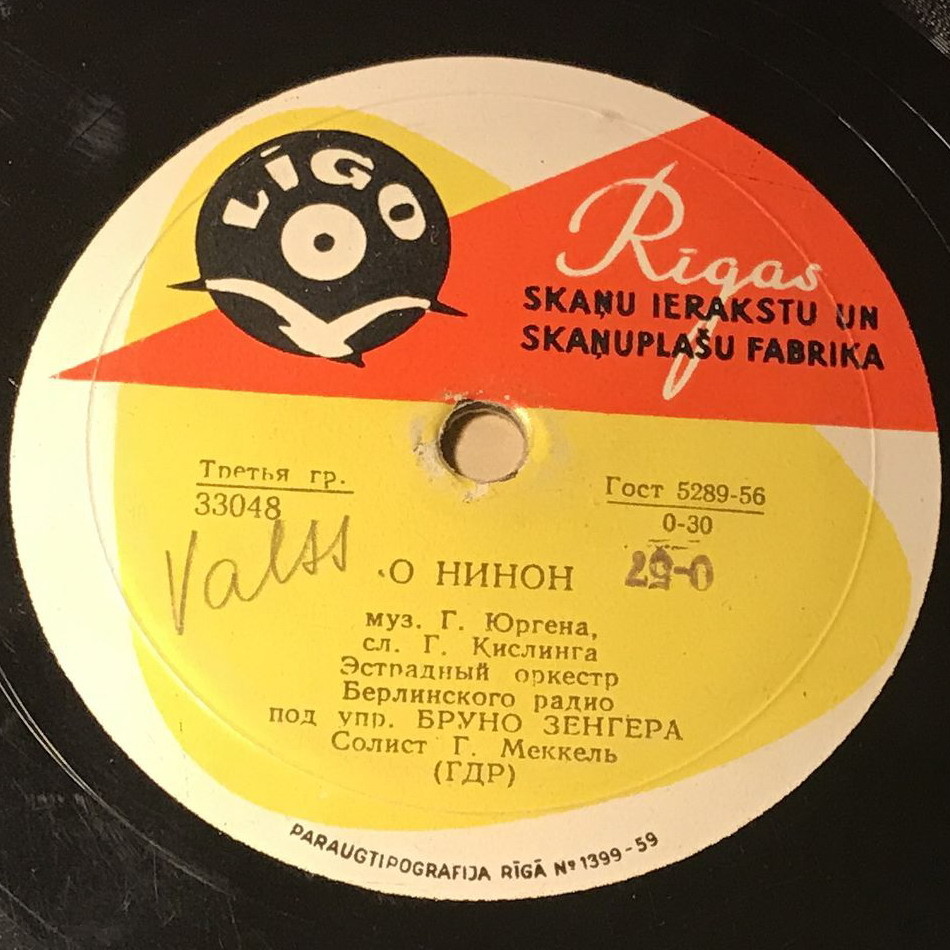 LĪGO
Rīgas
SKAŅU IERAKSTU UN
SKAŅUPLAŠU FABRIKA
Третья гр.
33048
Гост 5289-56
0-30
0-57
Valss
О НИНОН
муз. Г. Юргена,
сл. Г. Кислинга
Эстрадный оркестр
Берлинского радио
под упр. БРУНО ЗЕНГЕРА
Солист Г. Меккель
(ГДР)
PARAUGTIPOGRAFIJA RĪGĀ Nº 1399-59